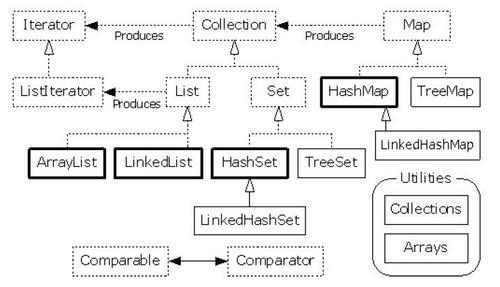 Iterator
Collection
Map
Produces
Produces
ListIterator
List
Set
HashMap
TreeMap
Produces
ArrayList
LinkedList
HashSet
TreeSet
LinkedHashMap
Utilities
LinkedHashSet
Collections
Comparable
Comparator
Arrays